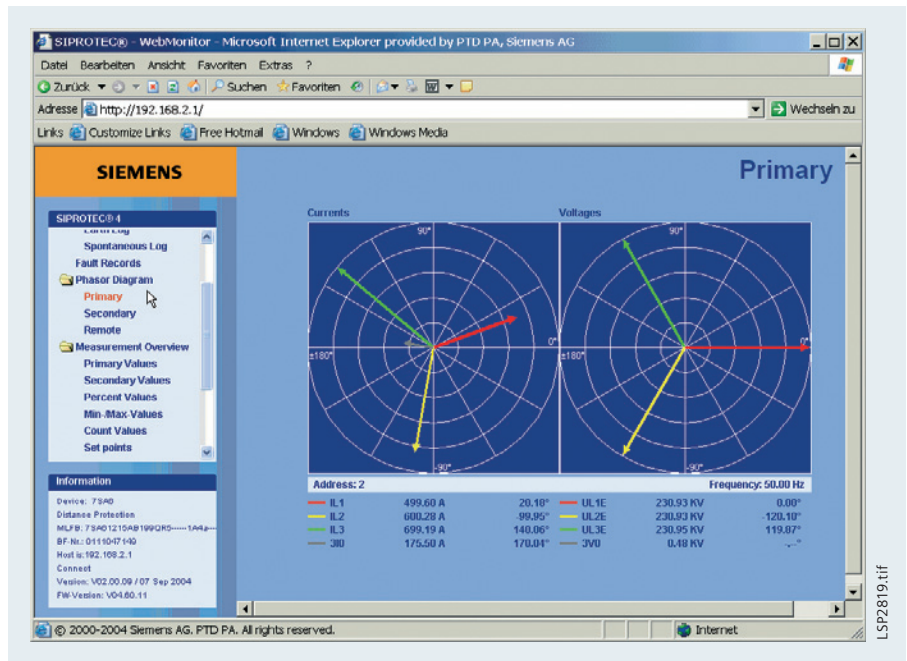 SIPROTEC® - WebMonitor - Microsoft Internet Explorer provided by PTD PA, Siemens AG
Datei Bearbeiten Ansicht Favoriten Extras ?
Zurück Suchen Favoriten
Adresse http://192.168.2.1/ Wechseln zu
Links Customize Links Free Hotmail Windows Windows Media
SIEMENS
Primary
SIPROTEC® 4
Spontaneous Log
Fault Records
Phasor Diagram
Primary
Secondary
Remote
Measurement Overview
Primary Values
Secondary Values
Percent Values
Min-/Max-Values
Count Values
Set points
Information
Device: 7SA6
Distance Protection
Host is:192.168.2.1
Connect
Version: V02.00.09 / 07 Sep 2004
FW-Version: V04.60.11
Currents
90°
0°
±180°
-90°
Voltages
90°
0°
±180°
-90°
Address: 2 Frequency: 50.00 Hz
IL1 499.60 A 20.18° UL1E 230.93 KV 0.00°
IL2 600.28 A -99.95° UL2E 230.93 KV -120.10°
IL3 699.19 A 140.06° UL3E 230.95 KV 119.87°
3I0 175.50 A 170.04° 3V0 0.48 KV -.--°
© 2000-2004 Siemens AG. PTD PA. All rights reserved. Internet
LSP2819.tif